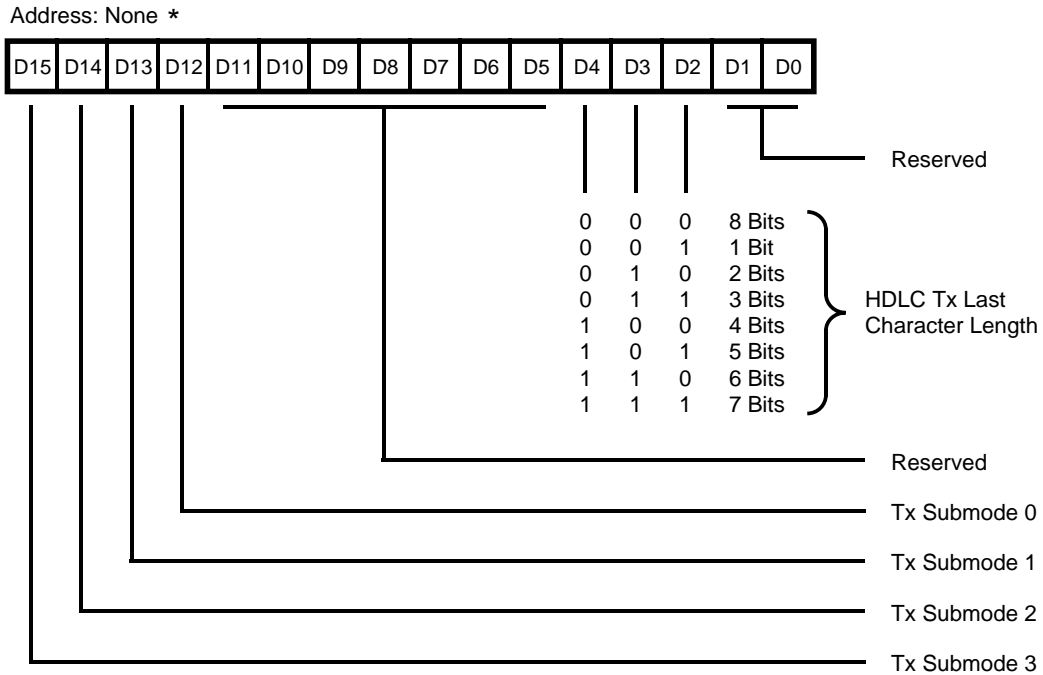 Address: None *
D15 D14 D13 D12 D11 D10 D9 D8 D7 D6 D5 D4 D3 D2 D1 D0
Reserved
0 0 0 8 Bits
0 0 1 1 Bit
0 1 0 2 Bits
0 1 1 3 Bits
1 0 0 4 Bits
1 0 1 5 Bits
1 1 0 6 Bits
1 1 1 7 Bits
HDLC Tx Last
Character Length
Reserved
Tx Submode 0
Tx Submode 1
Tx Submode 2
Tx Submode 3